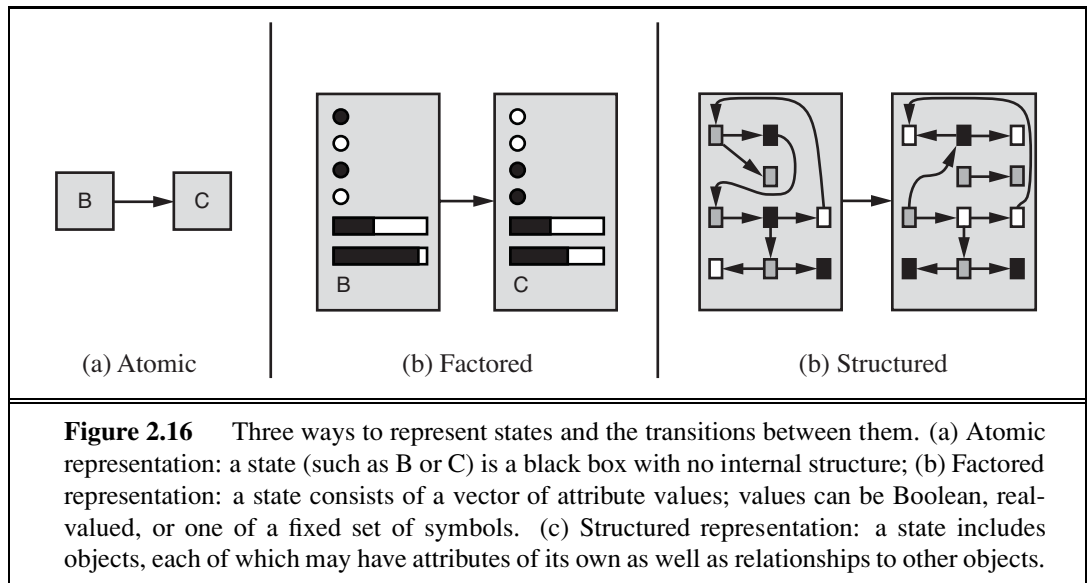 B C
B C
(a) Atomic (b) Factored (b) Structured
Figure 2.16 Three ways to represent states and the transitions between them. (a) Atomic
representation: a state (such as B or C) is a black box with no internal structure; (b) Factored
representation: a state consists of a vector of attribute values; values can be Boolean, real-
valued, or one of a fixed set of symbols. (c) Structured representation: a state includes
objects, each of which may have attributes of its own as well as relationships to other objects.